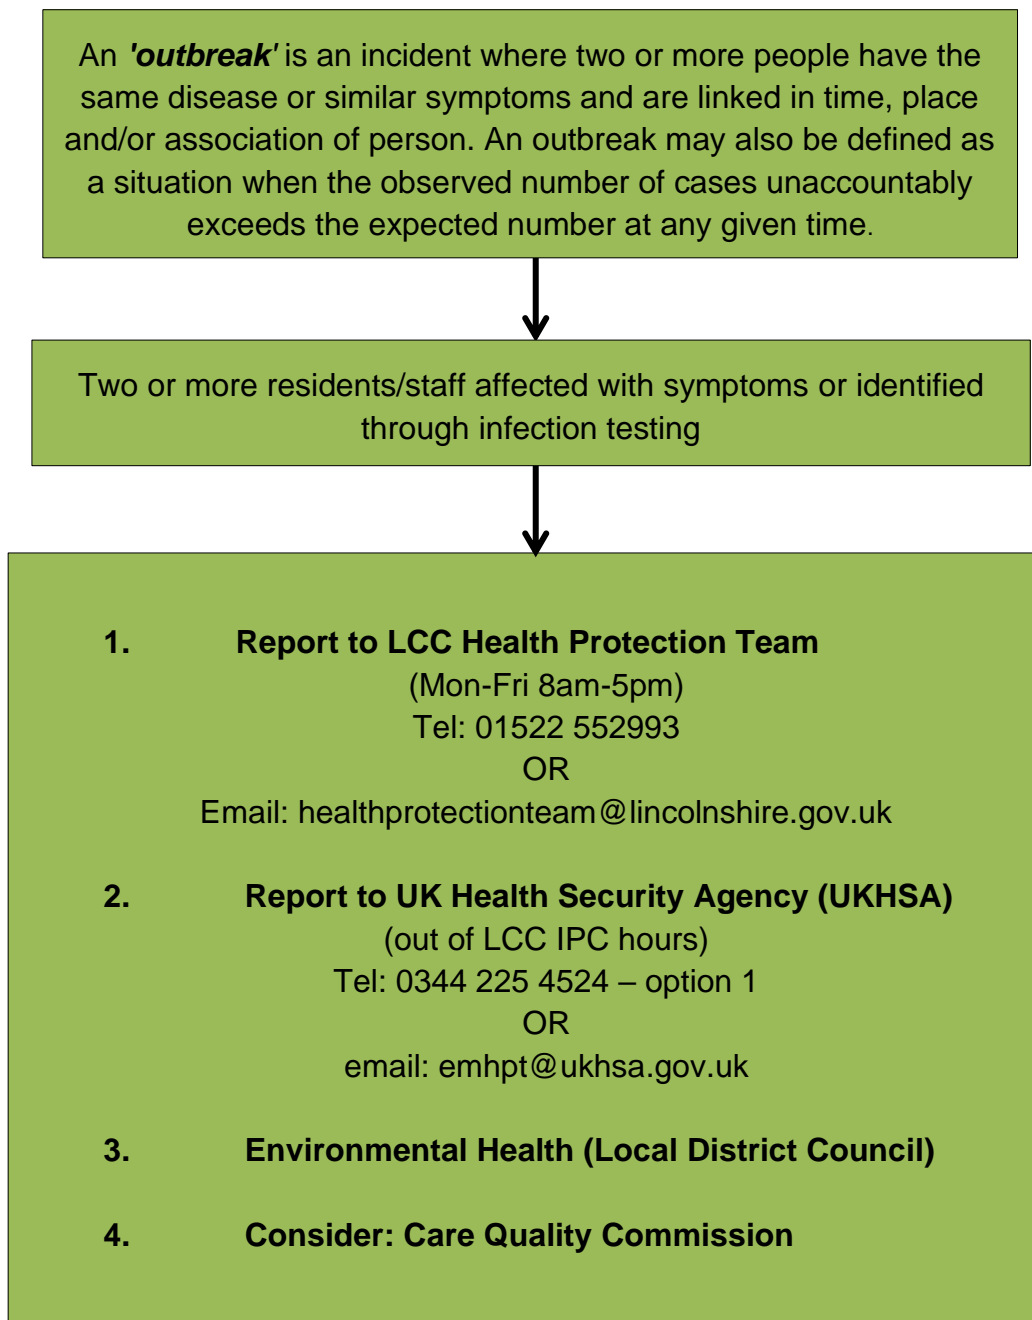 An 'outbreak' is an incident where two or more people have the
same disease or similar symptoms and are linked in time, place
and/or association of person. An outbreak may also be defined as
a situation when the observed number of cases unaccountably
exceeds the expected number at any given time.
Two or more residents/staff affected with symptoms or identified
through infection testing
1. Report to LCC Health Protection Team
(Mon-Fri 8am-5pm)
Tel: 01522 552993
OR
Email: healthprotectionteam@lincolnshire.gov.uk
2. Report to UK Health Security Agency (UKHSA)
(out of LCC IPC hours)
Tel: 0344 225 4524 – option 1
OR
email: emhpt@ukhsa.gov.uk
3. Environmental Health (Local District Council)
4. Consider: Care Quality Commission